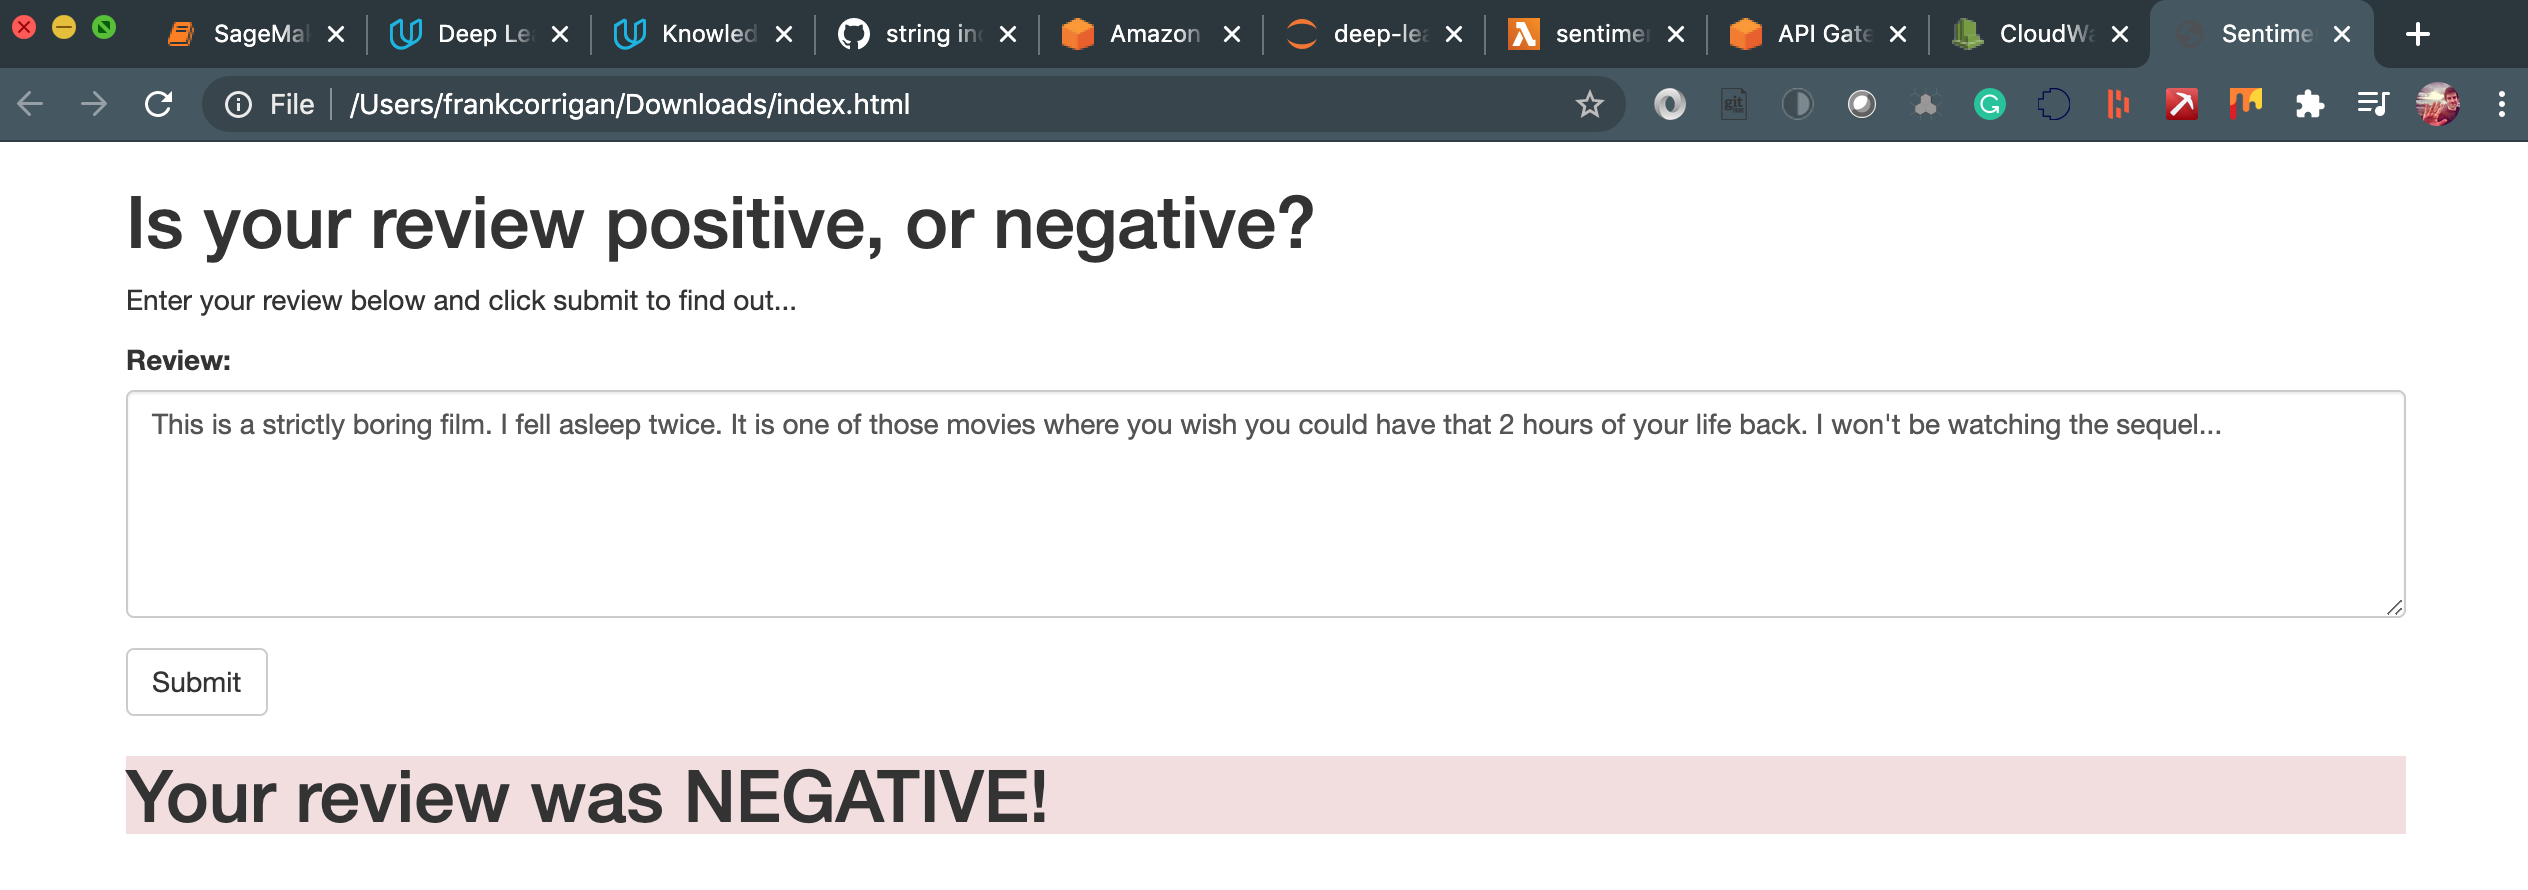 SageMa
Deep Le
Knowled
string in
Amazon
deep-lea
sentime
API Gate
CloudWa
Sentime
File
/Users/frankcorrigan/Downloads/index.html
git
Is your review positive, or negative?
Enter your review below and click submit to find out...
Review:
This is a strictly boring film. I fell asleep twice. It is one of those movies where you wish you could have that 2 hours of your life back. I won't be watching the sequel...
Submit
Your review was NEGATIVE!